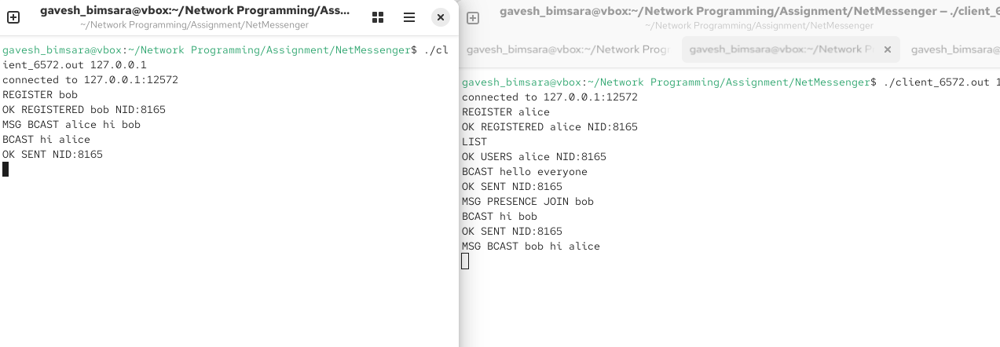 gavesh_bimsara@vbox:~/Network Programming/Ass...
~/Network Programming/Assignment/NetMessenger
gavesh_bimsara@vbox:~/Network Programming/Assignment/NetMessenger$ ./cl
ient_6572.out 127.0.0.1
connected to 127.0.0.1:12572
REGISTER bob
OK REGISTERED bob NID:8165
MSG BCAST alice hi bob
BCAST hi alice
OK SENT NID:8165
gavesh_bimsara@vbox:~/Network Programming/Assignment/NetMessenger — ./client_6
~/Network Programming/Assignment/NetMessenger
gavesh_bimsara@vbox:~/Network Prog
gavesh_bimsara@vbox:~/Network P
gavesh_bimsara@
gavesh_bimsara@vbox:~/Network Programming/Assignment/NetMessenger$ ./client_6572.out 1
connected to 127.0.0.1:12572
REGISTER alice
OK REGISTERED alice NID:8165
LIST
OK USERS alice NID:8165
BCAST hello everyone
OK SENT NID:8165
MSG PRESENCE JOIN bob
BCAST hi bob
OK SENT NID:8165
MSG BCAST bob hi alice